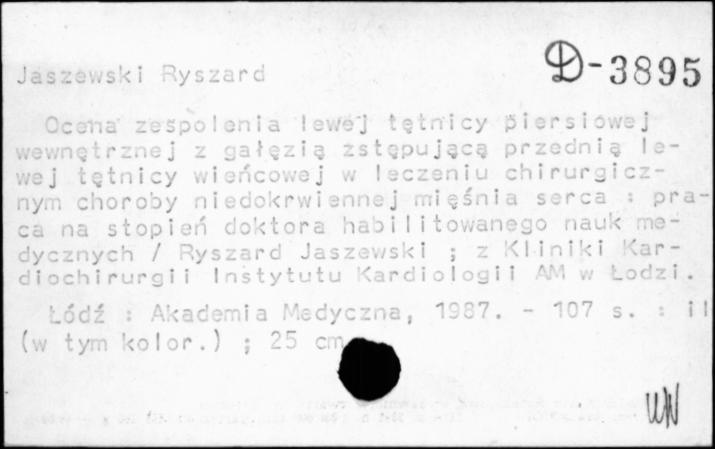 D-3895
Jaszewski Ryszard
Ocena zespolenia lewej tętnicy piersiowej
wewnętrznej z gałęzią zstępującą przednią le-
wej tętnicy wieńcowej w leczeniu chirurgicz-
nym choroby niedokrwiennej mięśnia serca : pra-
ca na stopień doktora habilitowanego nauk me-
dycznych / Ryszard Jaszewski ; z Kliniki Kar-
diochirurgii Instytutu Kardiologii AM w Łodzi.
Łódź : Akademia Medyczna, 1987. - 107 s. : il
(w tym kolor.) ; 25 cm